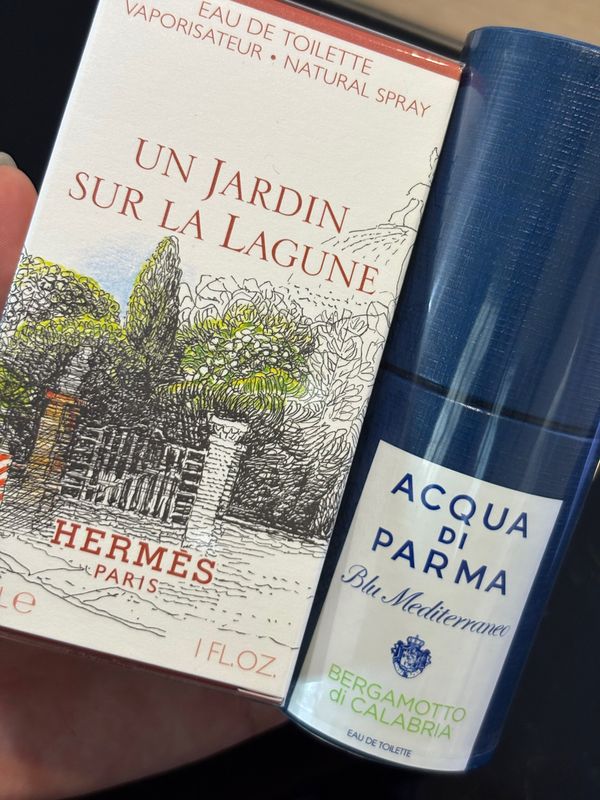 EAU DE TOILETTE
VAPORISATEUR • NATURAL SPRAY
UN JARDIN
SUR LA LAGUNE
HERMÈS
PARIS
1 FL.OZ.
ACQUA
DI
PARMA
Blu Mediterraneo
BERGAMOTTO
di CALABRIA
EAU DE TOILETTE